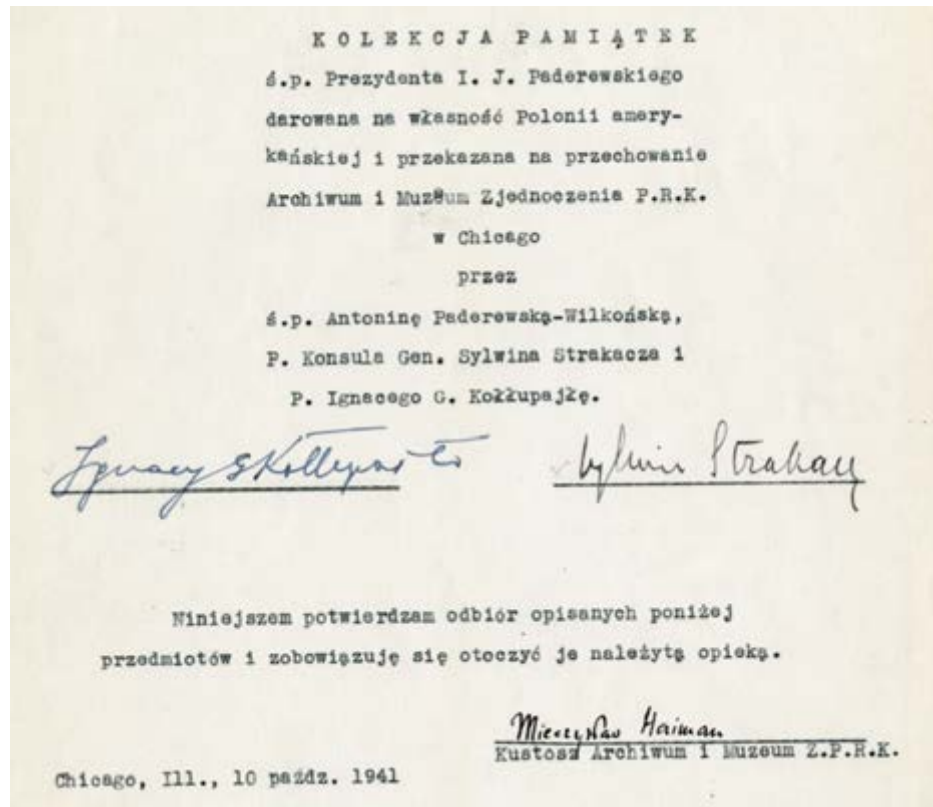 KOLEKCJA PAMIĄTEK
ś.p. Prezydenta I. J. Paderewskiego
darowana na własność Polonii amery-
kańskiej i przekazana na przechowanie
Archiwum i Muzeum Zjednoczenia P.R.K.
w Chicago
przez
ś.p. Antoninę Paderewską-Wilkońską,
P. Konsula Gen. Sylwina Strakacza i
P. Ignacego G. Kołłupajłę.
Ignacy Sylwin Strakacz
Niniejszem potwierdzam odbiór opisanych poniżej
przedmiotów i zobowiązuję się otoczyć je należytą opieką.
Mieczysław Haiman
Kustosz Archiwum i Muzeum Z.P.R.K.
Chicago, Ill., 10 paźdz. 1941